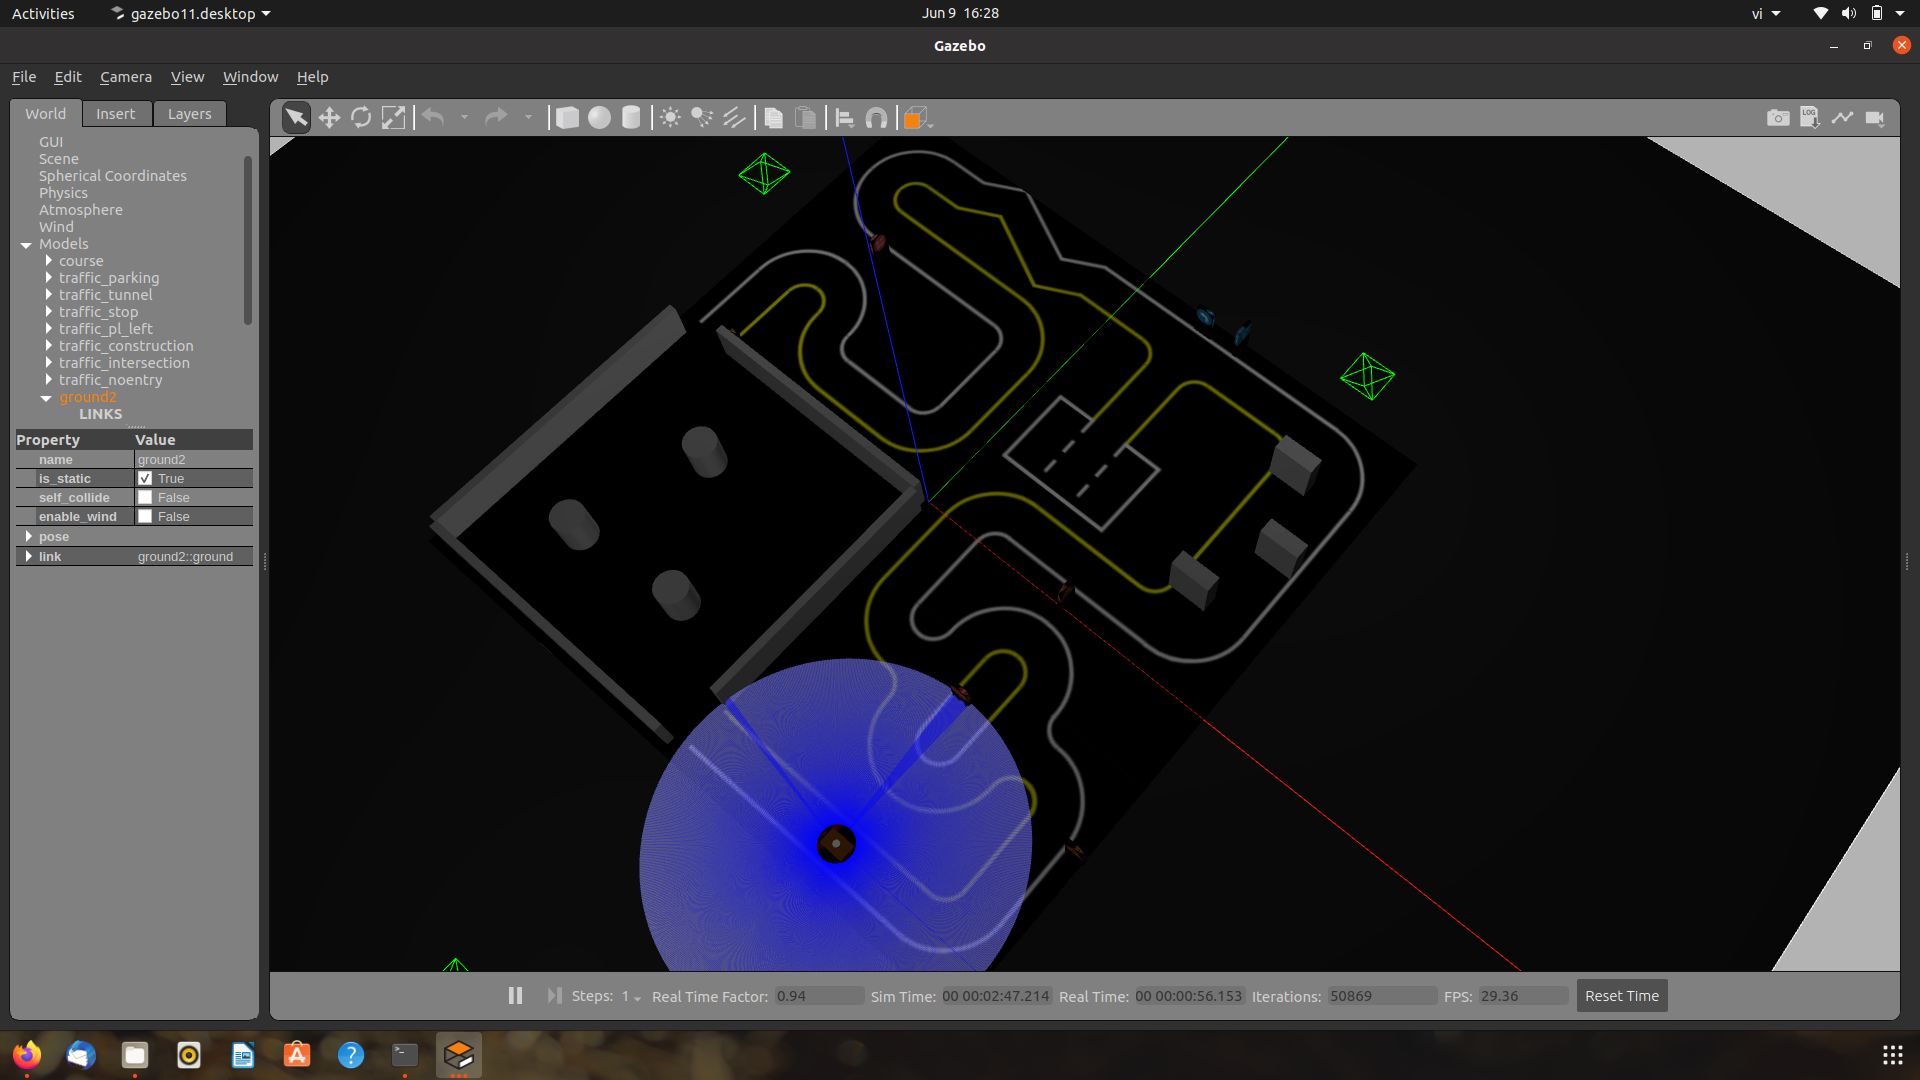 Activities gazebo11.desktop Jun 9 16:28 vi
Gazebo
File Edit Camera View Window Help
World Insert Layers
GUI
Scene
Spherical Coordinates
Physics
Atmosphere
Wind
Models
course
traffic_parking
traffic_tunnel
traffic_stop
traffic_pl_left
traffic_construction
traffic_intersection
traffic_noentry
ground2
LINKS
Property Value
name ground2
is_static True
self_collide False
enable_wind False
pose
link ground2::ground
LOG
Steps: 1 Real Time Factor: 0.94 Sim Time: 00 00:02:47.214 Real Time: 00 00:00:56.153 Iterations: 50869 FPS: 29.36 Reset Time